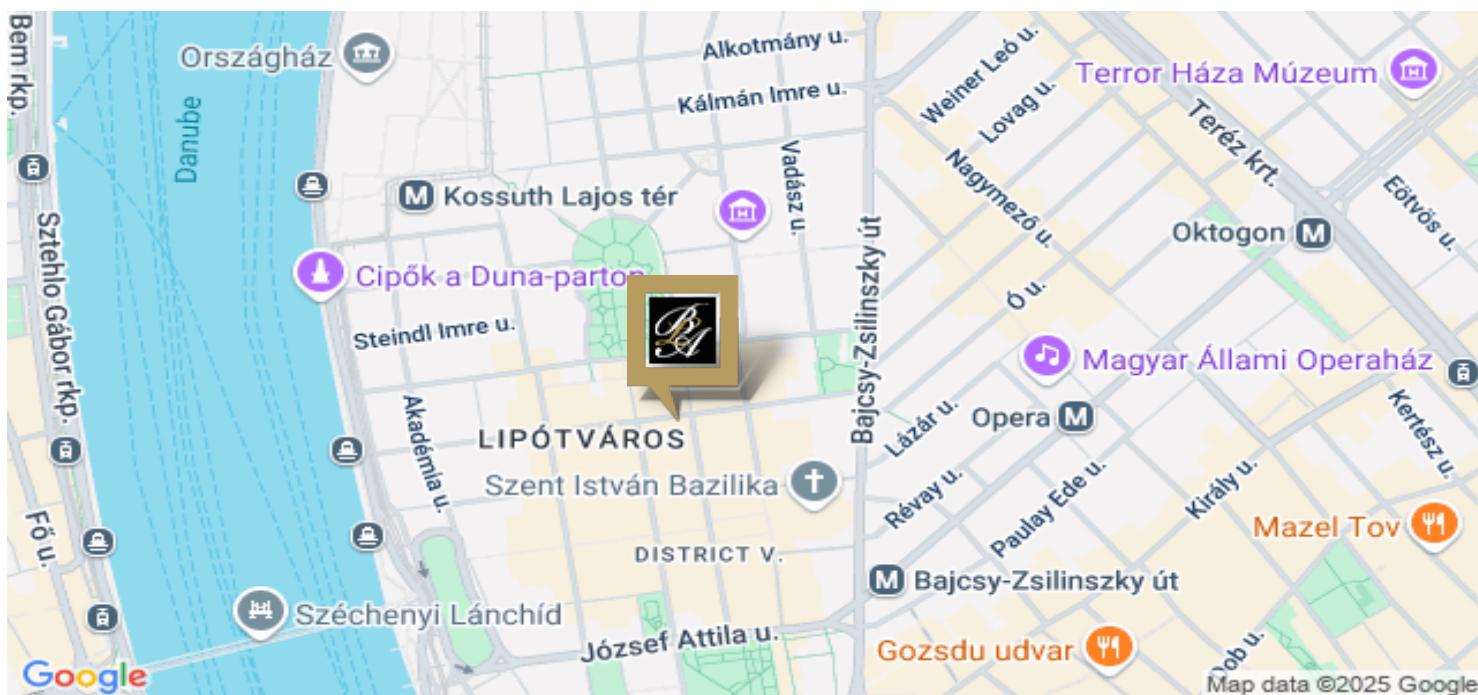 Bem rkp.
Országház
Alkotmány u.
Weiner Leó u.
Terror Háza Múzeum
Kálmán Imre u.
Lovag u.
Teréz krt.
Danube
Vadász u.
Nagymező u.
Eötvös u.
M Kossuth Lajos tér
Oktogon M
Sztehlo Gábor rkp.
Cipők a Duna-parton
Bajcsy-Zsilinszky út
Ó u.
Steindl Imre u.
BLA
Magyar Állami Operaház
Akadémia u.
Lázár u.
Opera M
Kertész u.
LIPÓTVÁROS
Szent István Bazilika
Révay u.
Paulay Ede u.
Király u.
Fő u.
Mazel Tov
DISTRICT V.
M Bajcsy-Zsilinszky út
Széchenyi Lánchíd
József Attila u.
Gozsdu udvar
Dob u.
Google
Map data ©2025 Google